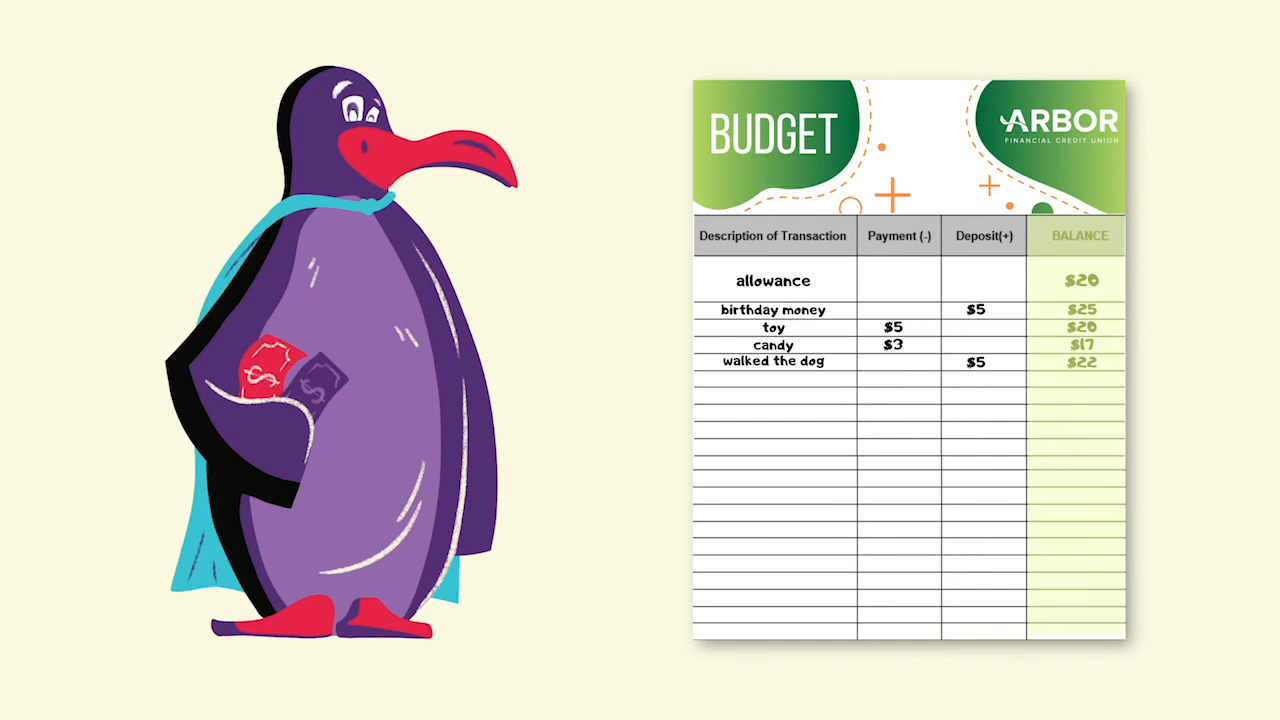 BUDGET
ARBOR
FINANCIAL CREDIT UNION
Description of Transaction Payment (-) Deposit(+) BALANCE
allowance $20
birthday money $5 $25
toy $5 $20
candy $3 $17
walked the dog $5 $22
$ $